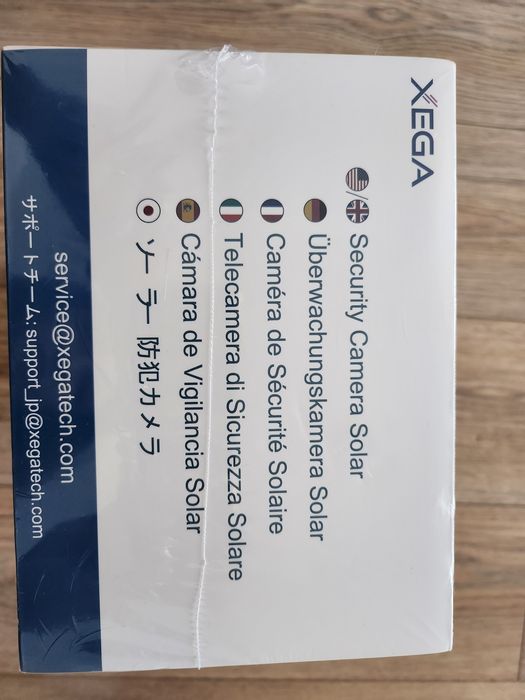 XEGA
Security Camera Solar
Überwachungskamera Solar
Caméra de Sécurité Solaire
Telecamera di Sicurezza Solare
Cámara de Vigilancia Solar
ソーラー 防犯カメラ
service@xegatech.com
サポートチーム: support_jp@xegatech.com